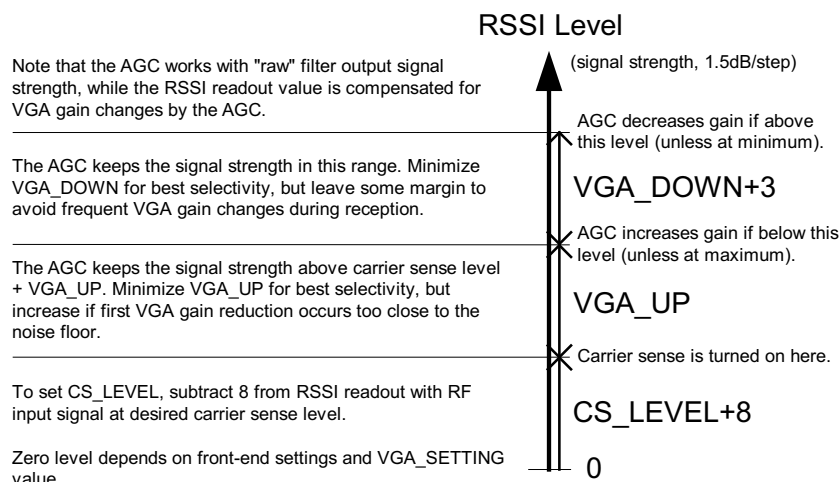 RSSI Level
(signal strength, 1.5dB/step)
Note that the AGC works with "raw" filter output signal
strength, while the RSSI readout value is compensated for
VGA gain changes by the AGC.
AGC decreases gain if above
this level (unless at minimum).
The AGC keeps the signal strength in this range. Minimize
VGA_DOWN for best selectivity, but leave some margin to
avoid frequent VGA gain changes during reception.
VGA_DOWN+3
AGC increases gain if below this
level (unless at maximum).
The AGC keeps the signal strength above carrier sense level
+ VGA_UP. Minimize VGA_UP for best selectivity, but
increase if first VGA gain reduction occurs too close to the
noise floor.
VGA_UP
Carrier sense is turned on here.
To set CS_LEVEL, subtract 8 from RSSI readout with RF
input signal at desired carrier sense level.
CS_LEVEL+8
Zero level depends on front-end settings and VGA_SETTING
value.
0